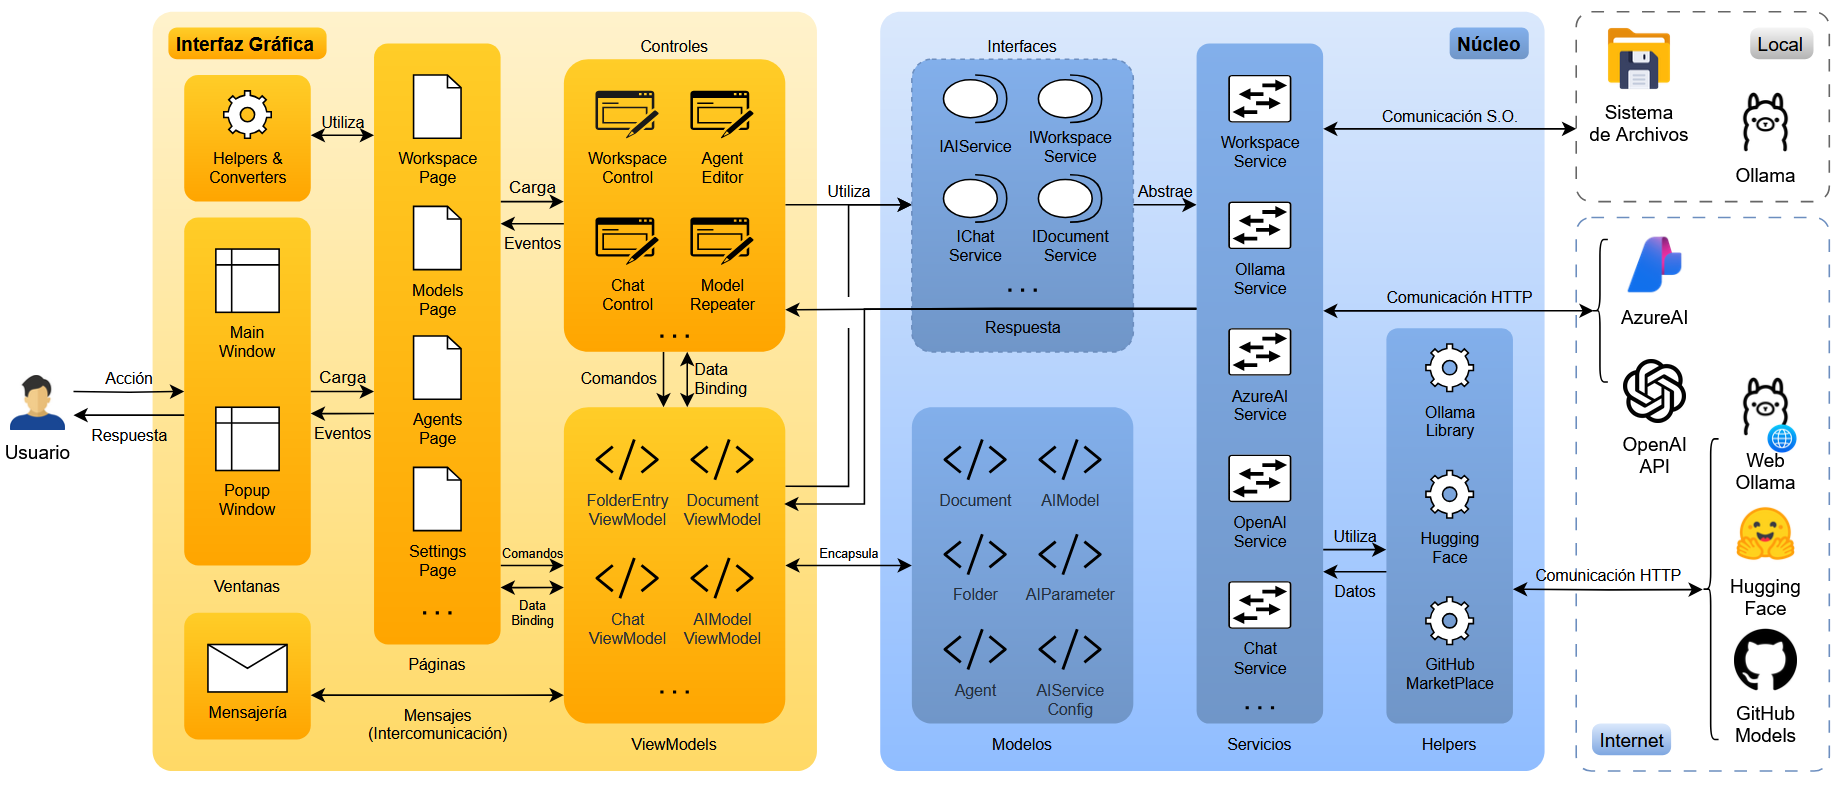 Interfaz Gráfica
Controles
Interfaces
Núcleo
Local
Helpers &
Converters
Utiliza
Workspace
Page
Models
Page
Agents
Page
Settings
Page
...
Páginas
Main
Window
Popup
Window
Ventanas
Mensajería
Usuario
Acción
Respuesta
Carga
Eventos
Carga
Eventos
Workspace
Control
Agent
Editor
Chat
Control
Model
Repeater
...
Comandos
Data
Binding
FolderEntry
ViewModel
Document
ViewModel
Chat
ViewModel
AIModel
ViewModel
...
ViewModels
Comandos
Data
Binding
Mensajes
(Intercomunicación)
Utiliza
IAIService
IWorkspace
Service
IChat
Service
IDocument
Service
...
Respuesta
Abstrae
Encapsula
Document
AIModel
Folder
AIParameter
Agent
AIService
Config
Modelos
Workspace
Service
Ollama
Service
AzureAI
Service
OpenAI
Service
Chat
Service
...
Servicios
Utiliza
Datos
Ollama
Library
Hugging
Face
GitHub
MarketPlace
Helpers
Comunicación S.O.
Comunicación HTTP
Comunicación HTTP
Sistema
de Archivos
Ollama
AzureAI
OpenAI
API
Web
Ollama
Hugging
Face
GitHub
Models
Internet